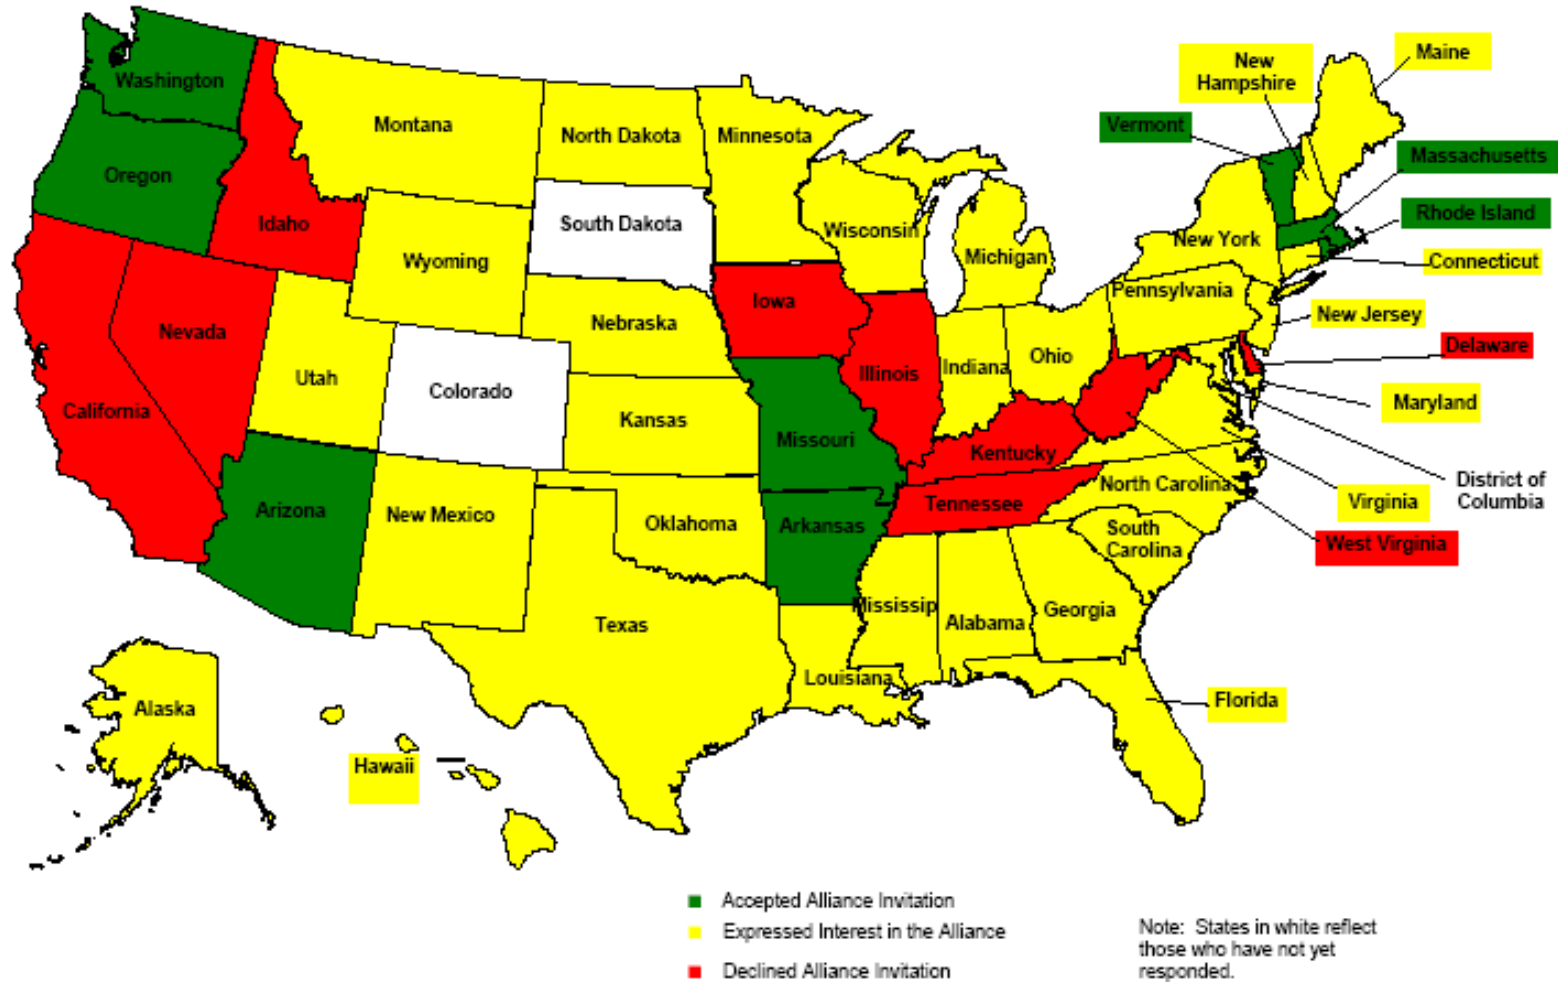 Washington
Oregon
Idaho
Montana
North Dakota
Minnesota
South Dakota
Wyoming
Wisconsin
Michigan
New
Hampshire
Maine
Vermont
Massachusetts
Rhode Island
New York
Connecticut
Pennsylvania
New Jersey
Delaware
Maryland
Nevada
California
Utah
Colorado
Nebraska
Iowa
Illinois
Indiana
Ohio
Kansas
Missouri
Kentucky
District of
Columbia
Virginia
West Virginia
Arizona
New Mexico
Oklahoma
Arkansas
Tennessee
North Carolina
South
Carolina
Texas
Louisiana
Mississip
Alabama
Georgia
Florida
Alaska
Hawaii
Accepted Alliance Invitation
Expressed Interest in the Alliance
Declined Alliance Invitation
Note: States in white reflect
those who have not yet
responded.